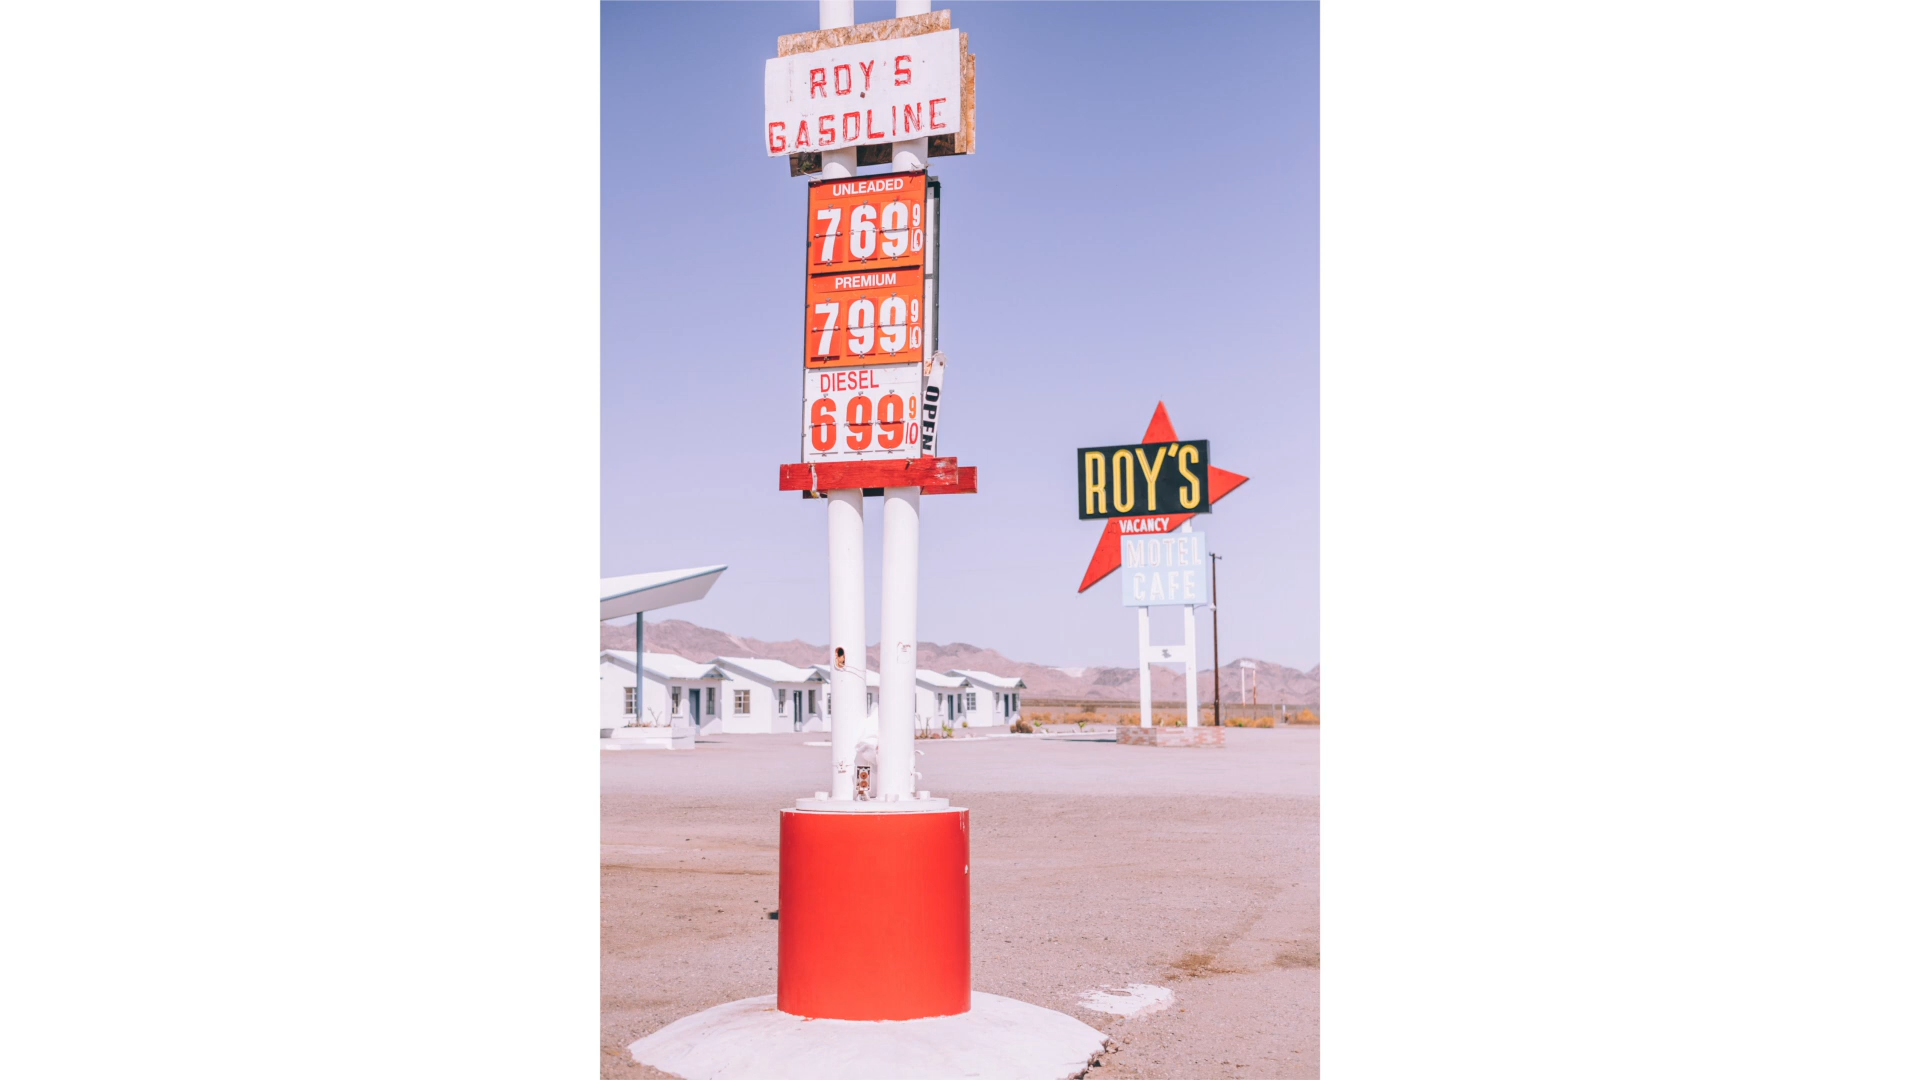 ROY'S
GASOLINE
UNLEADED
769 9/10
PREMIUM
799 9/10
DIESEL
699 9/10
OPEN
ROY'S
VACANCY
MOTEL
CAFE